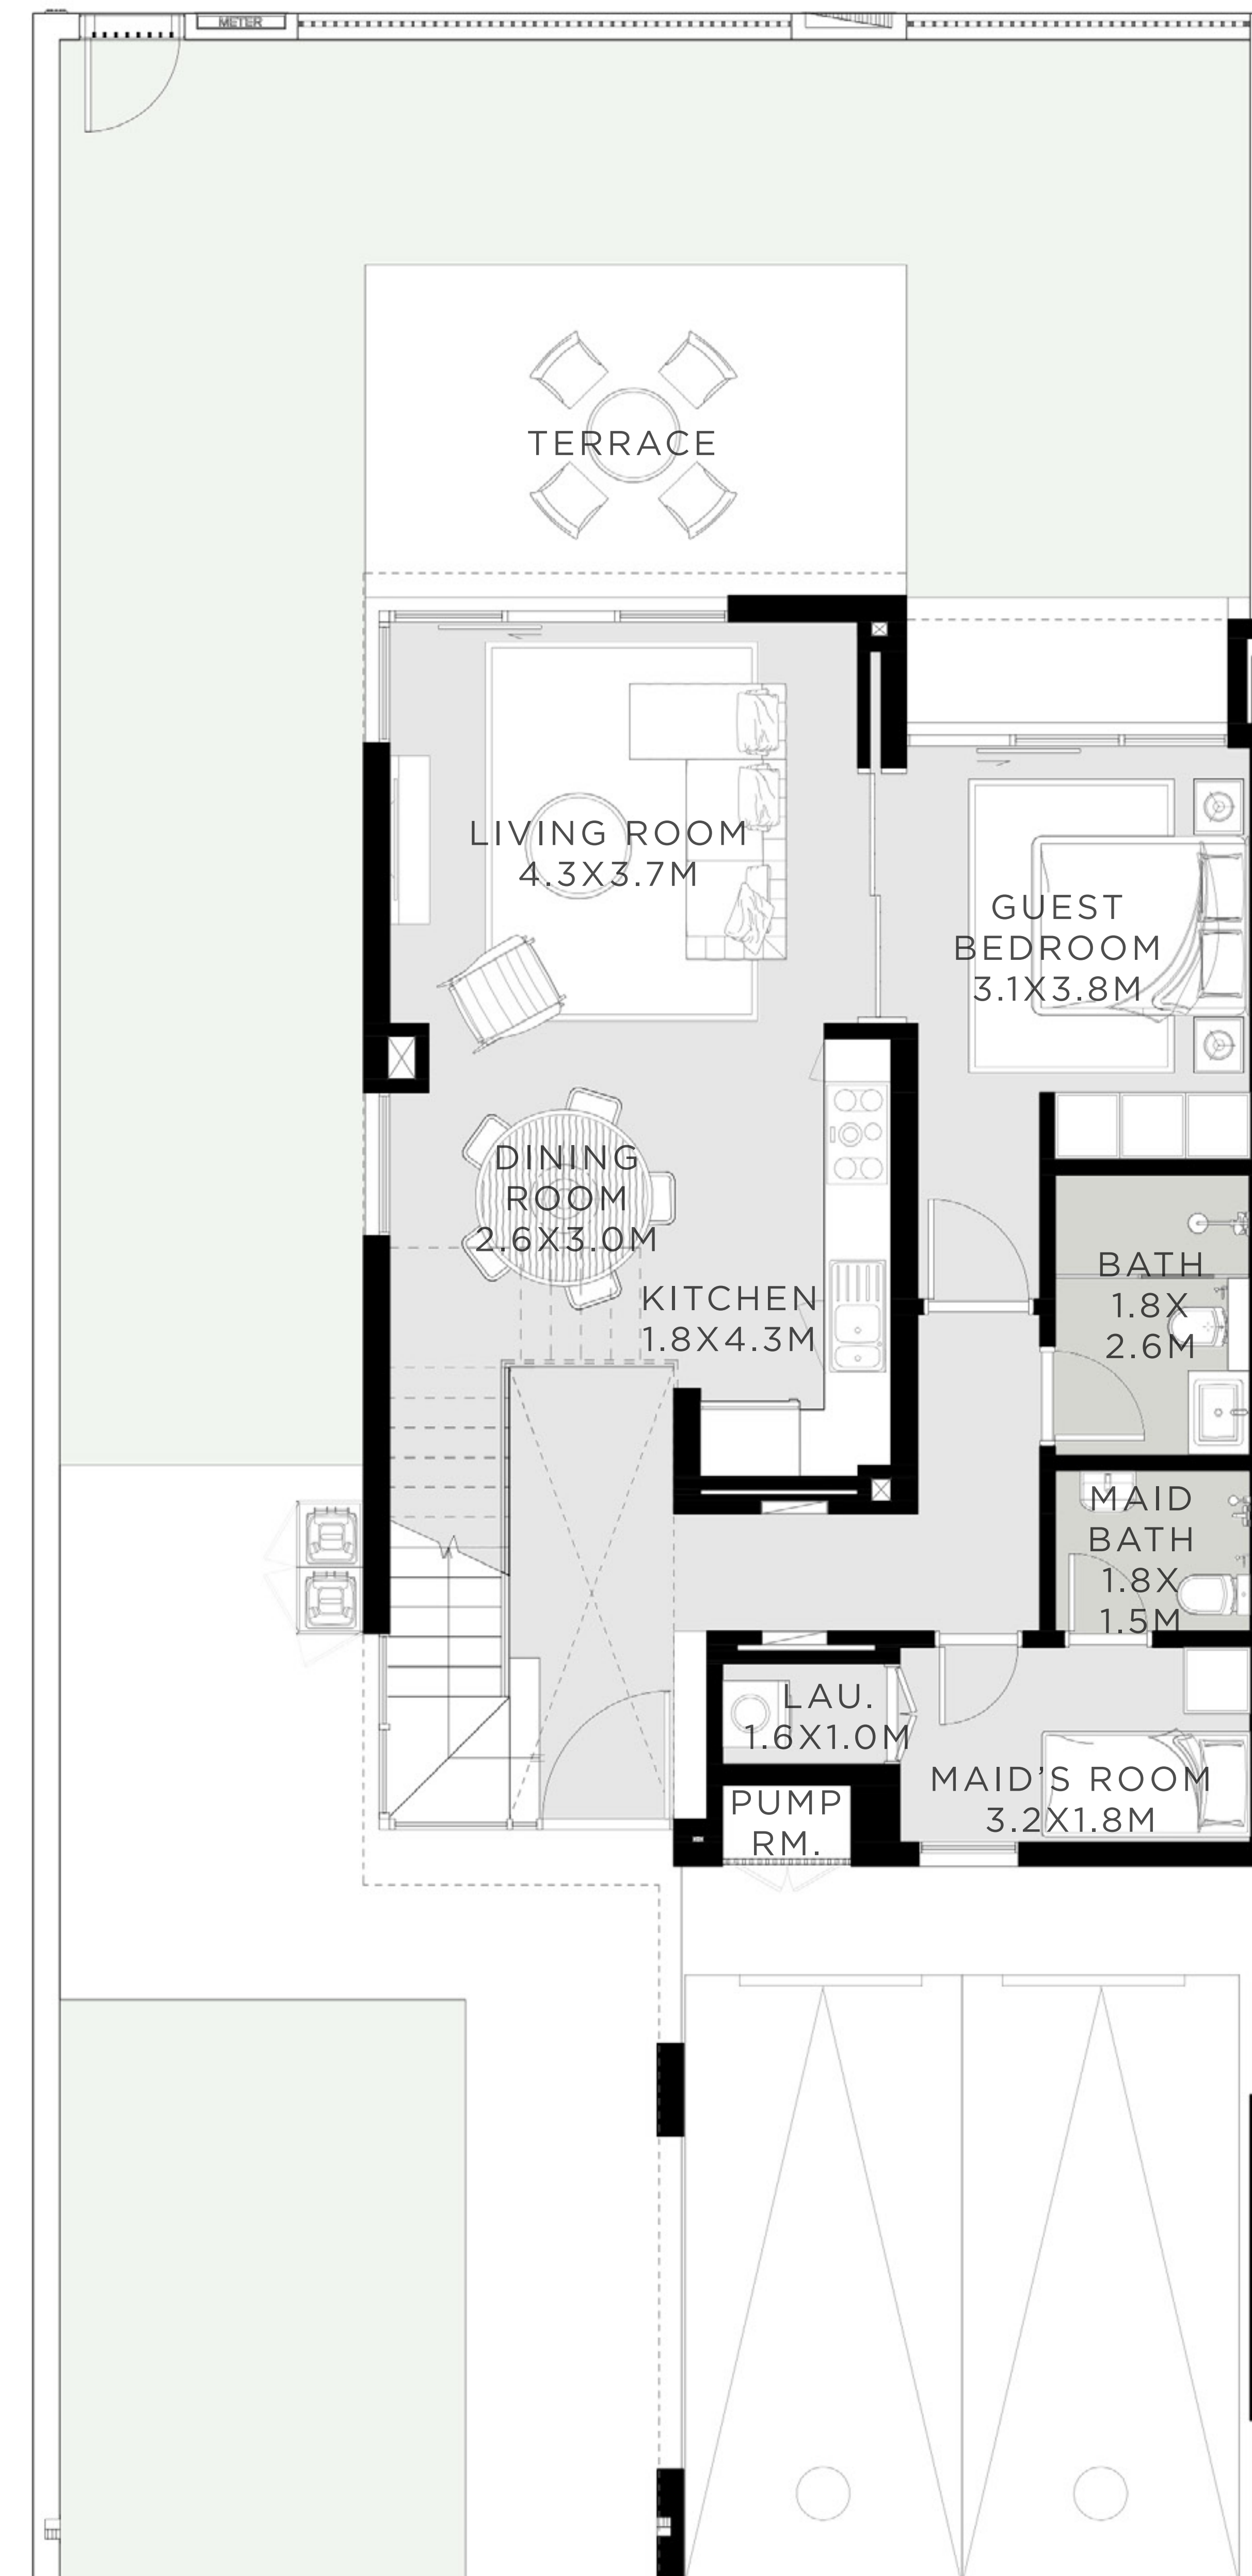 METER
TERRACE
LIVING ROOM
4.3X3.7M
GUEST
BEDROOM
3.1X3.8M
DINING
ROOM
2.6X3.0M
KITCHEN
1.8X4.3M
BATH
1.8X
2.6M
MAID
BATH
1.8X
1.5M
LAU.
1.6X1.0M
MAID'S ROOM
3.2X1.8M
PUMP
RM.